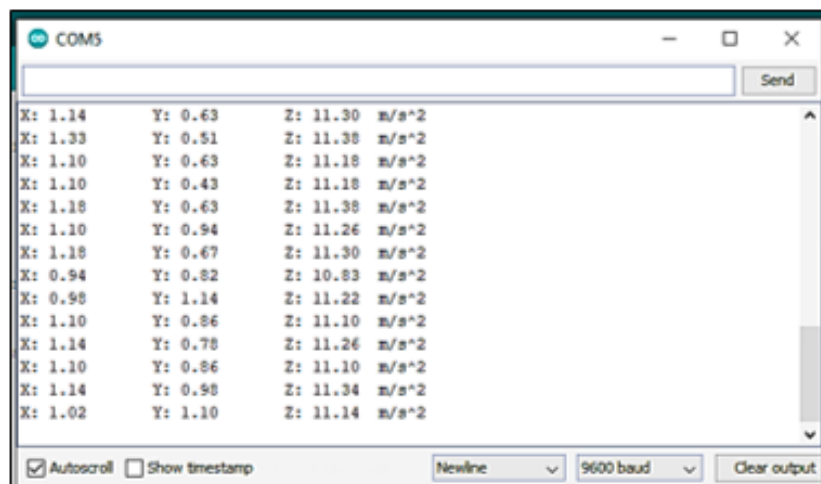 COM5
Send
X: 1.14 Y: 0.63 Z: 11.30 m/s^2
X: 1.33 Y: 0.51 Z: 11.38 m/s^2
X: 1.10 Y: 0.63 Z: 11.18 m/s^2
X: 1.10 Y: 0.43 Z: 11.18 m/s^2
X: 1.18 Y: 0.63 Z: 11.38 m/s^2
X: 1.10 Y: 0.94 Z: 11.26 m/s^2
X: 1.18 Y: 0.67 Z: 11.30 m/s^2
X: 0.94 Y: 0.82 Z: 10.83 m/s^2
X: 0.98 Y: 1.14 Z: 11.22 m/s^2
X: 1.10 Y: 0.86 Z: 11.10 m/s^2
X: 1.14 Y: 0.78 Z: 11.26 m/s^2
X: 1.10 Y: 0.86 Z: 11.10 m/s^2
X: 1.14 Y: 0.98 Z: 11.34 m/s^2
X: 1.02 Y: 1.10 Z: 11.14 m/s^2
Autoscroll Show timestamp Newline 9600 baud Clear output